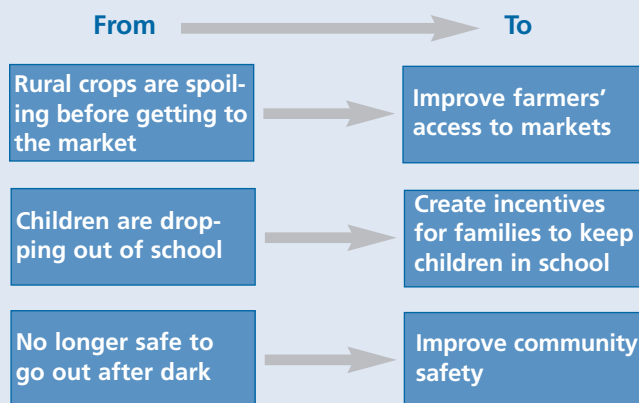 From
To
Rural crops are spoil-
ing before getting to
the market
Improve farmers’
access to markets
Children are drop-
ping out of school
Create incentives
for families to keep
children in school
No longer safe to
go out after dark
Improve community
safety